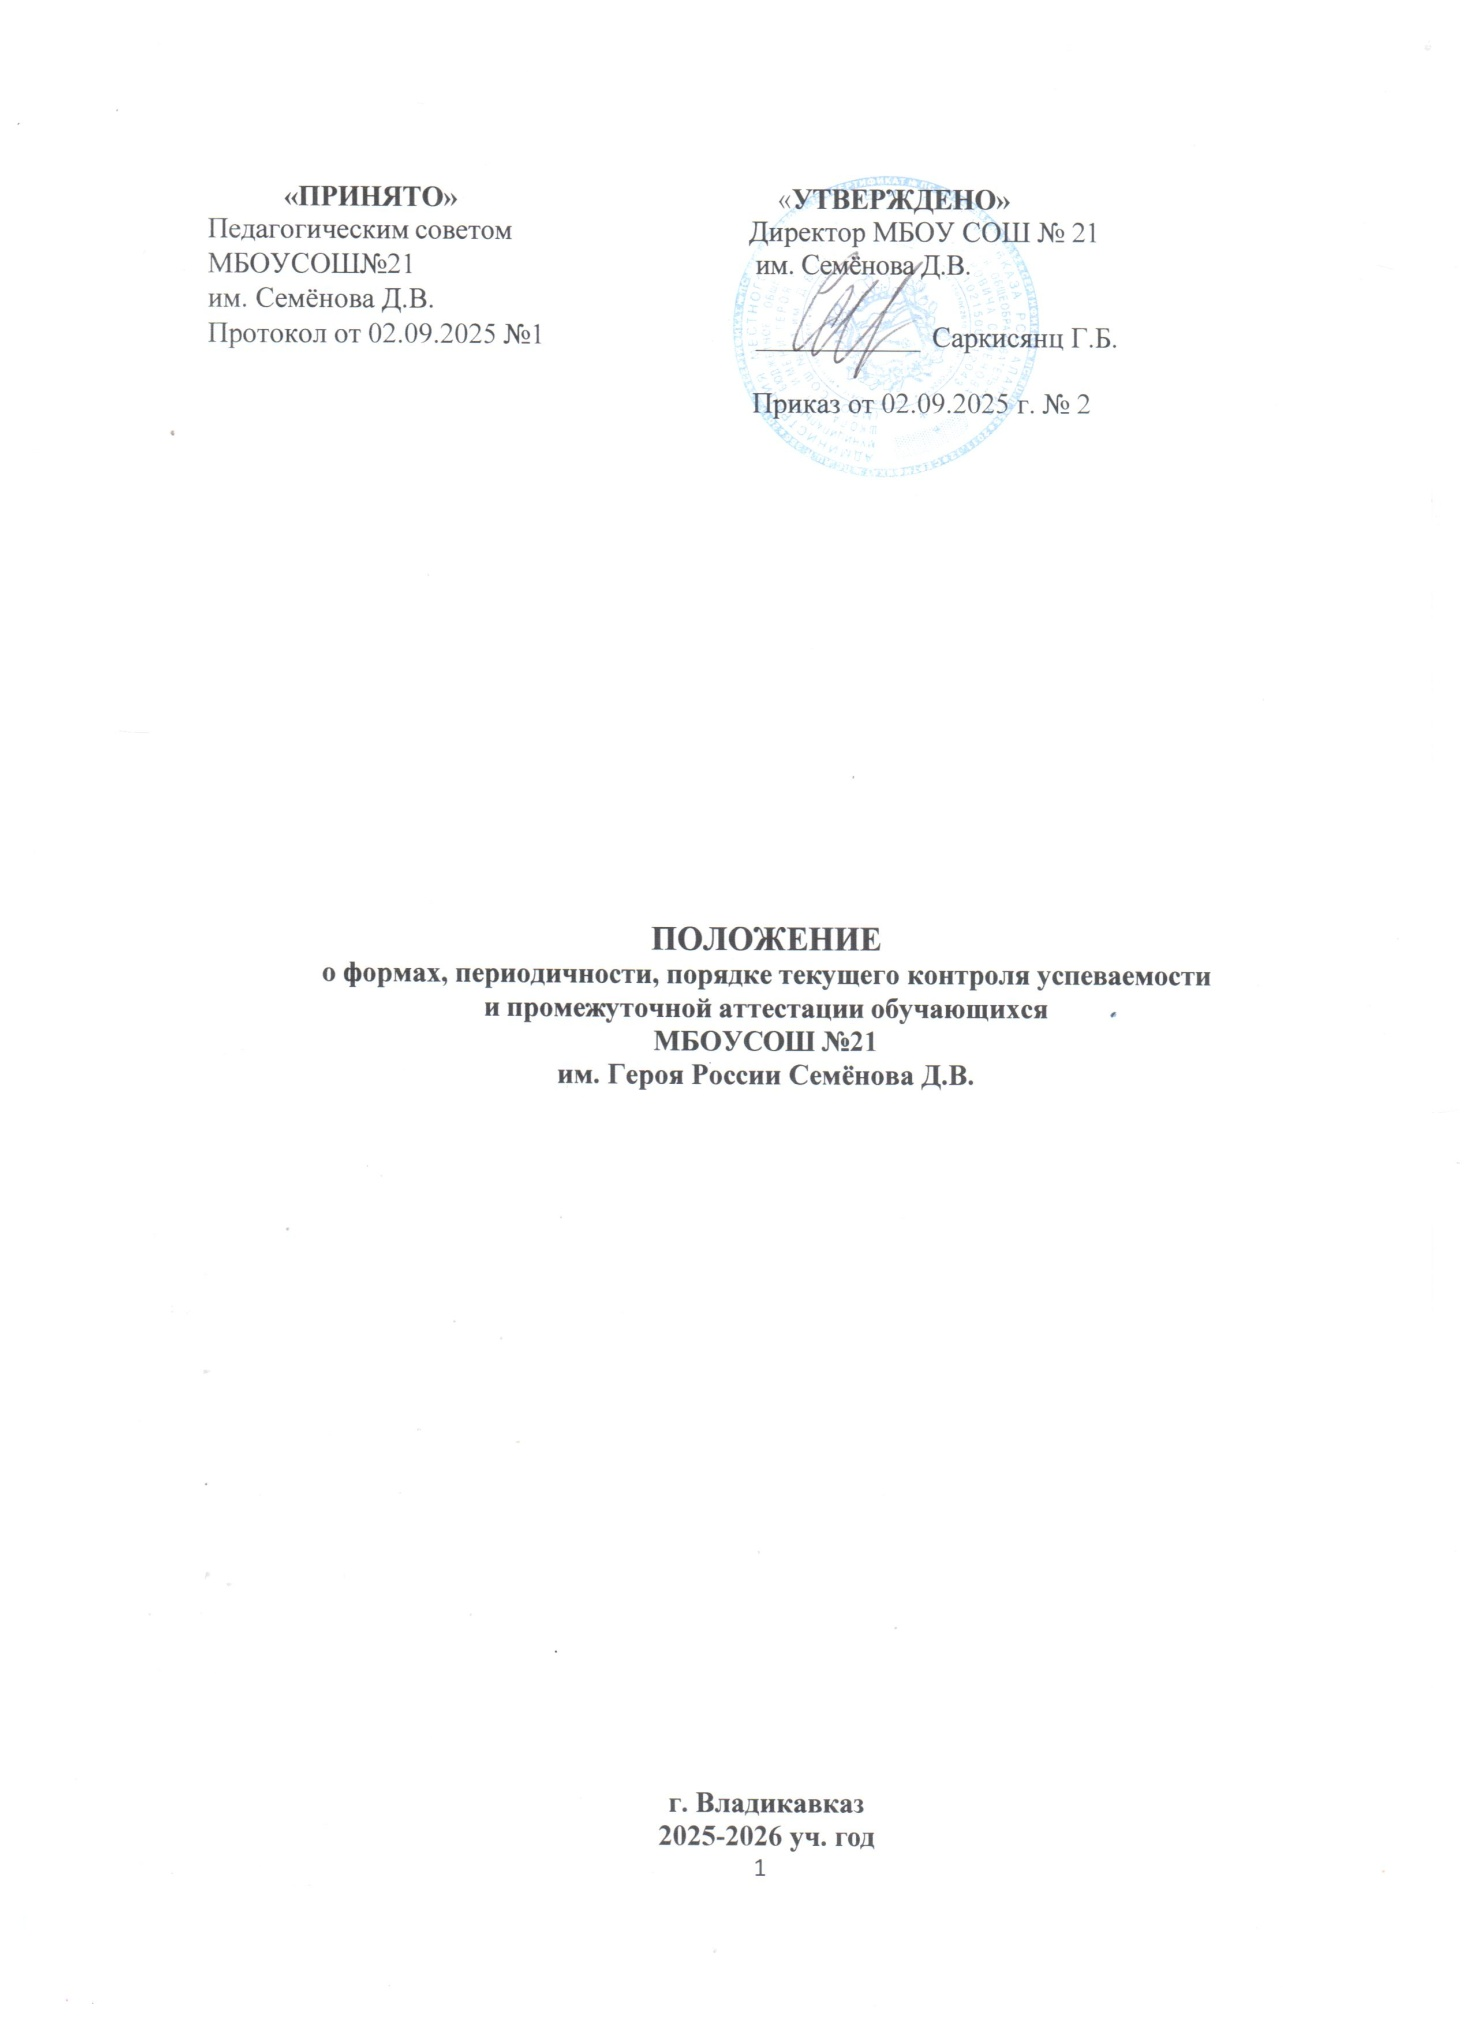 «ПРИНЯТО»
Педагогическим советом
МБОУСОШ№21
им. Семёнова Д.В.
Протокол от 02.09.2025 №1
«УТВЕРЖДЕНО»
Директор МБОУ СОШ № 21
им. Семёнова Д.В.
____________ Саркисянц Г.Б.
Приказ от 02.09.2025 г. № 2
ПОЛОЖЕНИЕ
о формах, периодичности, порядке текущего контроля успеваемости
и промежуточной аттестации обучающихся
МБОУСОШ №21
им. Героя России Семёнова Д.В.
г. Владикавказ
2025-2026 уч. год
1